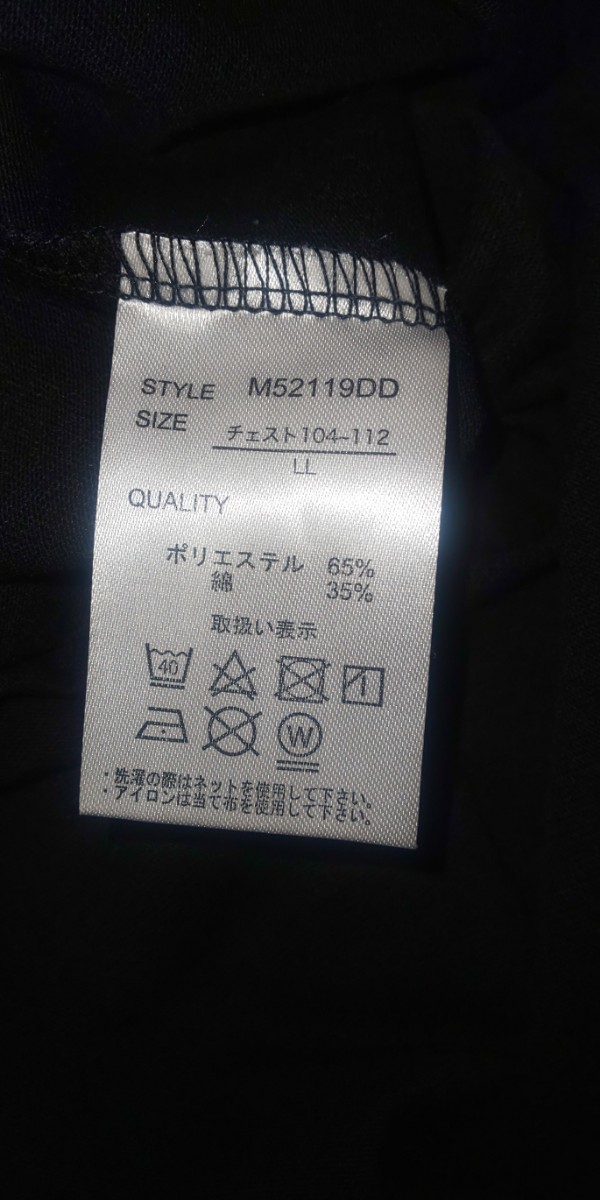 STYLE M52119DD
SIZE チェスト104-112
LL
QUALITY
ポリエステル 65%
綿 35%
取扱い表示
40
W
・洗濯の際はネットを使用して下さい。
・アイロンは当て布を使用して下さい。